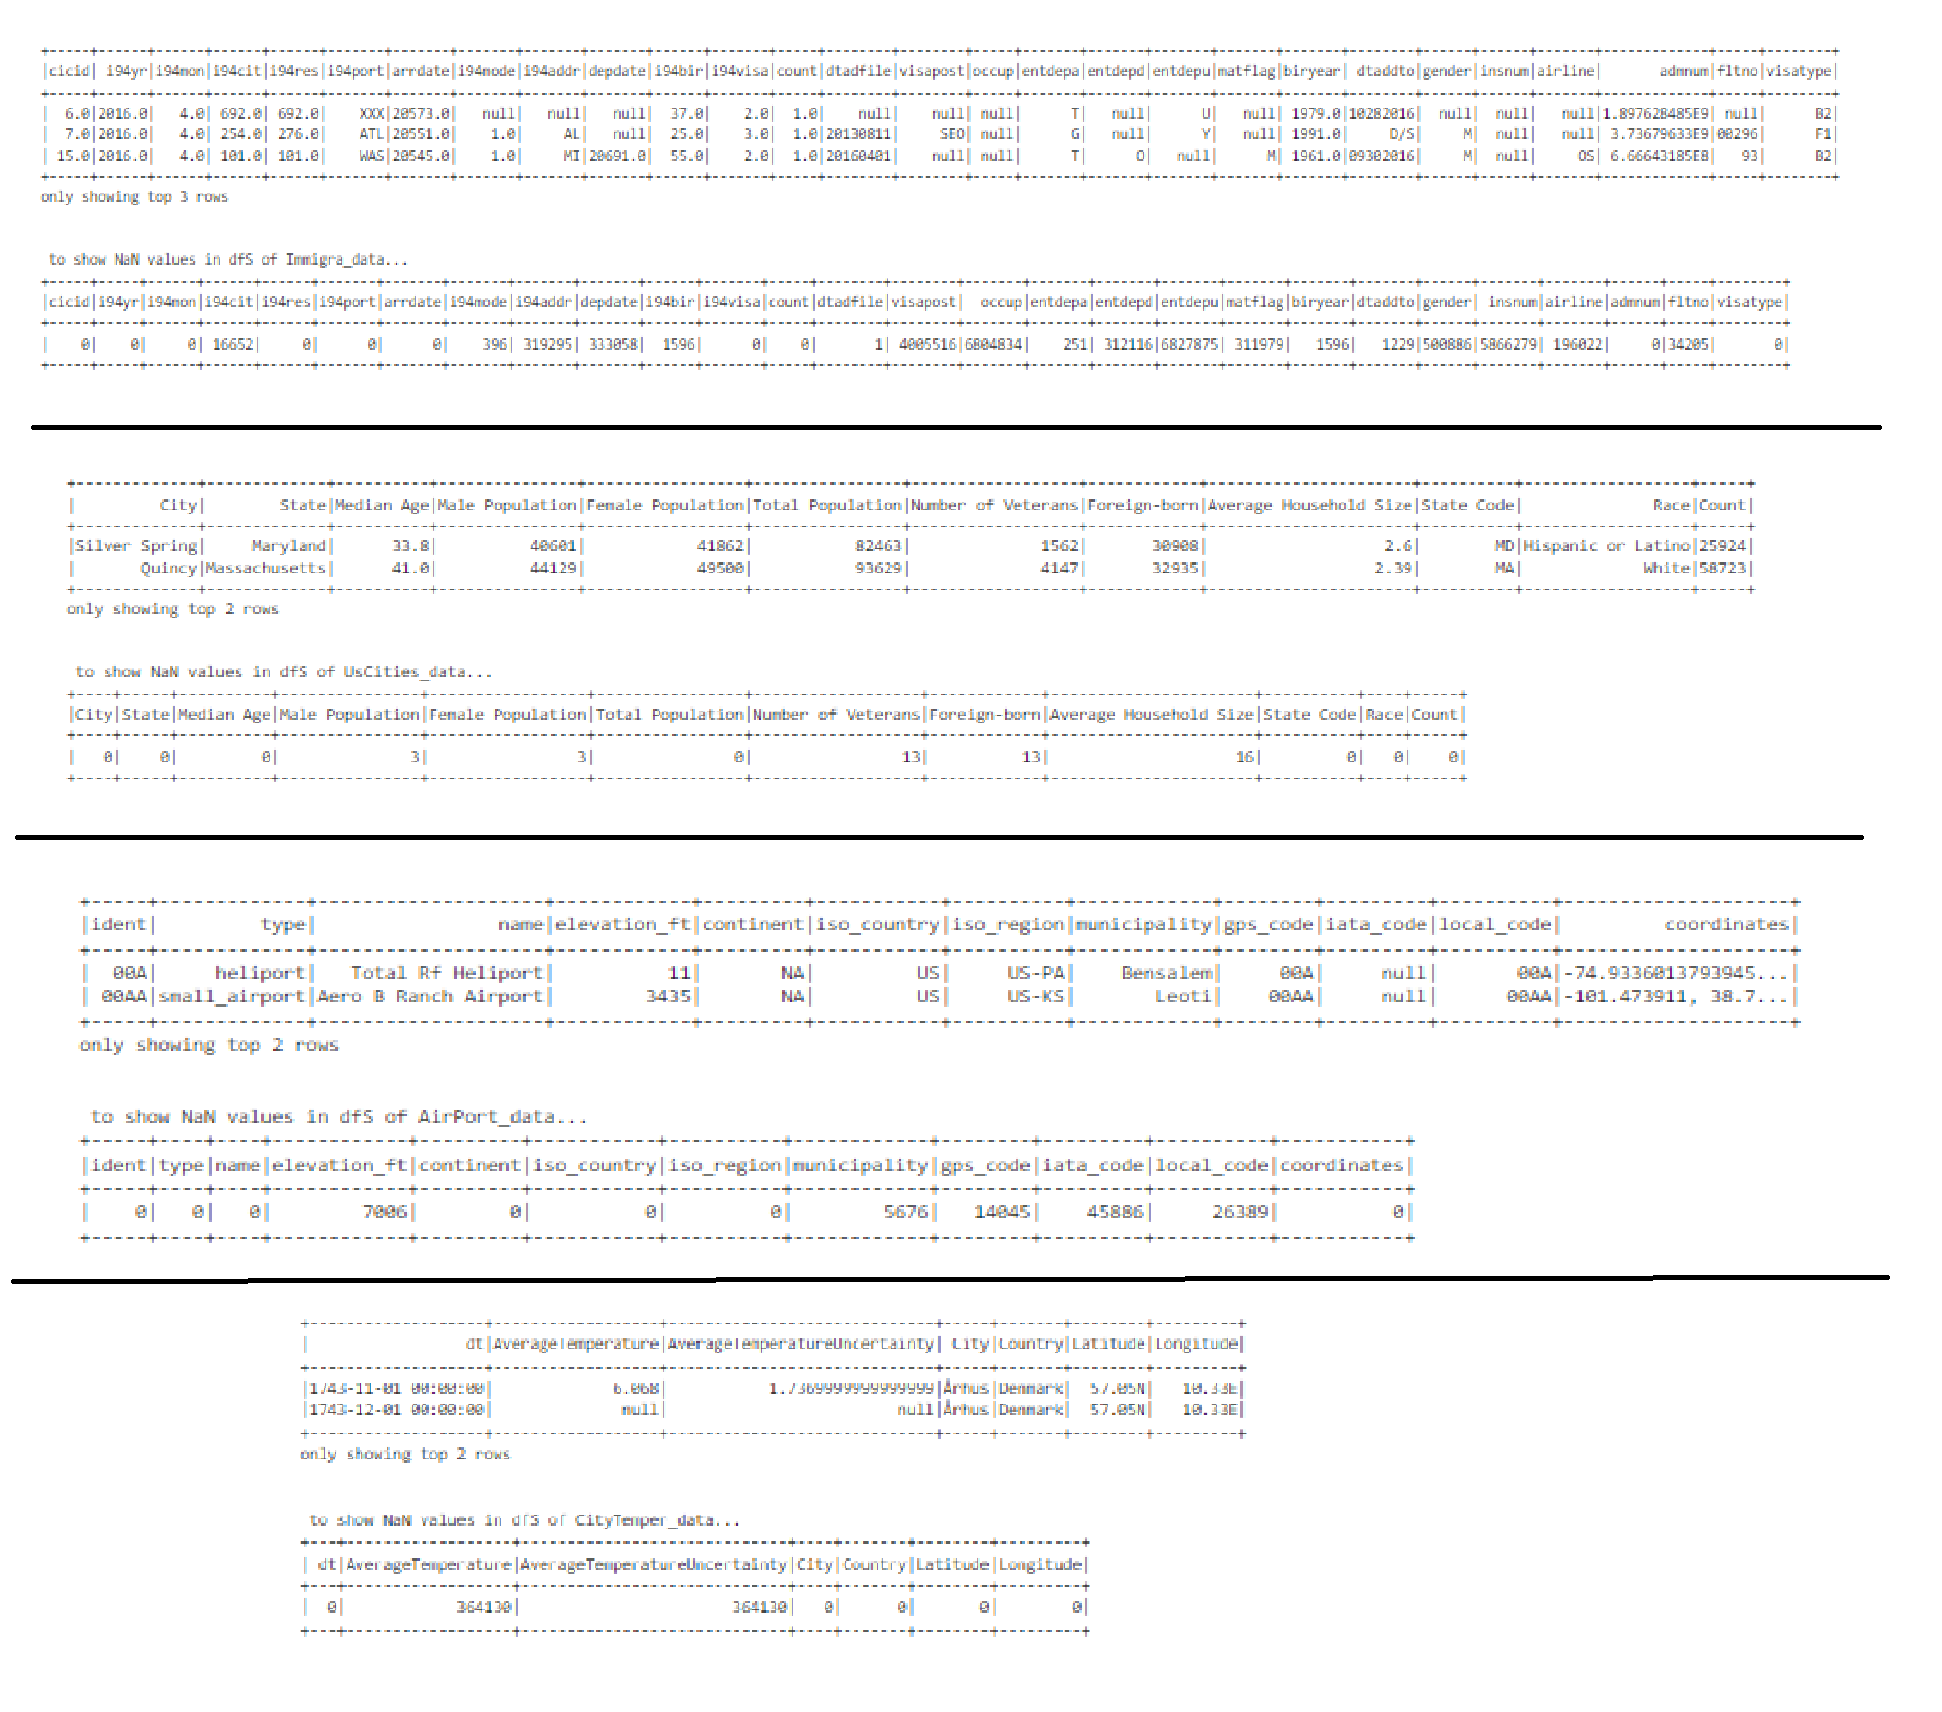 +-----+------+------+------+------+-------+-------+-------+-------+-------+------+-------+-----+--------+--------+-----+-------+-------+-------+-------+-------+--------+------+------+-------+-------------+-----+--------+
|cicid| i94yr|i94mon|i94cit|i94res|i94port|arrdate|i94mode|i94addr|depdate|i94bir|i94visa|count|dtadfile|visapost|occup|entdepa|entdepd|entdepu|matflag|biryear| dtaddto|gender|insnum|airline|       admnum|fltno|visatype|
+-----+------+------+------+------+-------+-------+-------+-------+-------+------+-------+-----+--------+--------+-----+-------+-------+-------+-------+-------+--------+------+------+-------+-------------+-----+--------+
|  6.0|2016.0|   4.0| 692.0| 692.0|    XXX|20573.0|   null|   null|   null|  37.0|    2.0|  1.0|    null|    null| null|      T|   null|      U|   null| 1979.0|10282016|  null|  null|   null|1.897628485E9| null|      B2|
|  7.0|2016.0|   4.0| 254.0| 276.0|    ATL|20551.0|    1.0|     AL|   null|  25.0|    3.0|  1.0|20130811|     SEO| null|      G|   null|      Y|   null| 1991.0|     D/S|     M|  null|   null| 3.73679633E9|00296|      F1|
| 15.0|2016.0|   4.0| 101.0| 101.0|    WAS|20545.0|    1.0|     MI|20691.0|  55.0|    2.0|  1.0|20160401|    null| null|      T|      O|   null|      M| 1961.0|09302016|     M|  null|     OS| 6.66643185E8|   93|      B2|
+-----+------+------+------+------+-------+-------+-------+-------+-------+------+-------+-----+--------+--------+-----+-------+-------+-------+-------+-------+--------+------+------+-------+-------------+-----+--------+
only showing top 3 rows
to show NaN values in dfS of Immigra_data...
+-----+-----+------+------+------+-------+-------+-------+-------+-------+------+-------+-----+--------+--------+-------+-------+-------+-------+-------+-------+-------+------+-------+-------+------+-----+--------+
|cicid|i94yr|i94mon|i94cit|i94res|i94port|arrdate|i94mode|i94addr|depdate|i94bir|i94visa|count|dtadfile|visapost|  occup|entdepa|entdepd|entdepu|matflag|biryear|dtaddto|gender| insnum|airline|admnum|fltno|visatype|
+-----+-----+------+------+------+-------+-------+-------+-------+-------+------+-------+-----+--------+--------+-------+-------+-------+-------+-------+-------+-------+------+-------+-------+------+-----+--------+
|    0|    0|     0| 16652|     0|      0|      0|    396| 319295| 333058|  1596|      0|    0|       1| 4005516|6804834|    251| 312116|6827875| 311979|   1596|   1229|500886|5866279| 196022|     0|34205|       0|
+-----+-----+------+------+------+-------+-------+-------+-------+-------+------+-------+-----+--------+--------+-------+-------+-------+-------+-------+-------+-------+------+-------+-------+------+-----+--------+
+-------------+-------------+----------+---------------+-----------------+----------------+------------------+------------+----------------------+----------+------------------+-----+
|         City|        State|Median Age|Male Population|Female Population|Total Population|Number of Veterans|Foreign-born|Average Household Size|State Code|              Race|Count|
+-------------+-------------+----------+---------------+-----------------+----------------+------------------+------------+----------------------+----------+------------------+-----+
|Silver Spring|     Maryland|      33.8|          40601|            41862|           82463|              1562|       30908|                   2.6|        MD|Hispanic or Latino|25924|
|       Quincy|Massachusetts|      41.0|          44129|            49500|           93629|              4147|       32935|                  2.39|        MA|             White|58723|
+-------------+-------------+----------+---------------+-----------------+----------------+------------------+------------+----------------------+----------+------------------+-----+
only showing top 2 rows
to show NaN values in dfS of UsCities_data...
+----+-----+----------+---------------+-----------------+----------------+------------------+------------+----------------------+----------+----+-----+
|City|State|Median Age|Male Population|Female Population|Total Population|Number of Veterans|Foreign-born|Average Household Size|State Code|Race|Count|
+----+-----+----------+---------------+-----------------+----------------+------------------+------------+----------------------+----------+----+-----+
|   0|    0|         0|              3|                3|               0|                13|          13|                    16|         0|   0|    0|
+----+-----+----------+---------------+-----------------+----------------+------------------+------------+----------------------+----------+----+-----+
+-----+-------------+--------------------+------------+---------+-----------+----------+------------+--------+---------+----------+--------------------+
|ident|         type|                name|elevation_ft|continent|iso_country|iso_region|municipality|gps_code|iata_code|local_code|         coordinates|
+-----+-------------+--------------------+------------+---------+-----------+----------+------------+--------+---------+----------+--------------------+
|  00A|     heliport|   Total Rf Heliport|          11|       NA|         US|     US-PA|    Bensalem|     00A|     null|       00A|-74.9336013793945...|
| 00AA|small_airport|Aero B Ranch Airport|        3435|       NA|         US|     US-KS|       Leoti|    00AA|     null|      00AA|-101.473911, 38.7...|
+-----+-------------+--------------------+------------+---------+-----------+----------+------------+--------+---------+----------+--------------------+
only showing top 2 rows
to show NaN values in dfS of AirPort_data...
+-----+----+----+------------+---------+-----------+----------+------------+--------+---------+----------+-----------+
|ident|type|name|elevation_ft|continent|iso_country|iso_region|municipality|gps_code|iata_code|local_code|coordinates|
+-----+----+----+------------+---------+-----------+----------+------------+--------+---------+----------+-----------+
|    0|   0|   0|        7006|        0|          0|         0|        5676|   14045|    45886|     26389|          0|
+-----+----+----+------------+---------+-----------+----------+------------+--------+---------+----------+-----------+
+-------------------+------------------+-----------------------------+-----+-------+--------+---------+
|                 dt|AverageTemperature|AverageTemperatureUncertainty| City|Country|Latitude|Longitude|
+-------------------+------------------+-----------------------------+-----+-------+--------+---------+
|1743-11-01 00:00:00|             6.068|           1.7369999999999999|Århus|Denmark|  57.05N|   10.33E|
|1743-12-01 00:00:00|              null|                         null|Århus|Denmark|  57.05N|   10.33E|
+-------------------+------------------+-----------------------------+-----+-------+--------+---------+
only showing top 2 rows
to show NaN values in dfS of CityTemper_data...
+---+------------------+-----------------------------+----+-------+--------+---------+
| dt|AverageTemperature|AverageTemperatureUncertainty|City|Country|Latitude|Longitude|
+---+------------------+-----------------------------+----+-------+--------+---------+
|  0|            364130|                       364130|   0|      0|       0|        0|
+---+------------------+-----------------------------+----+-------+--------+---------+